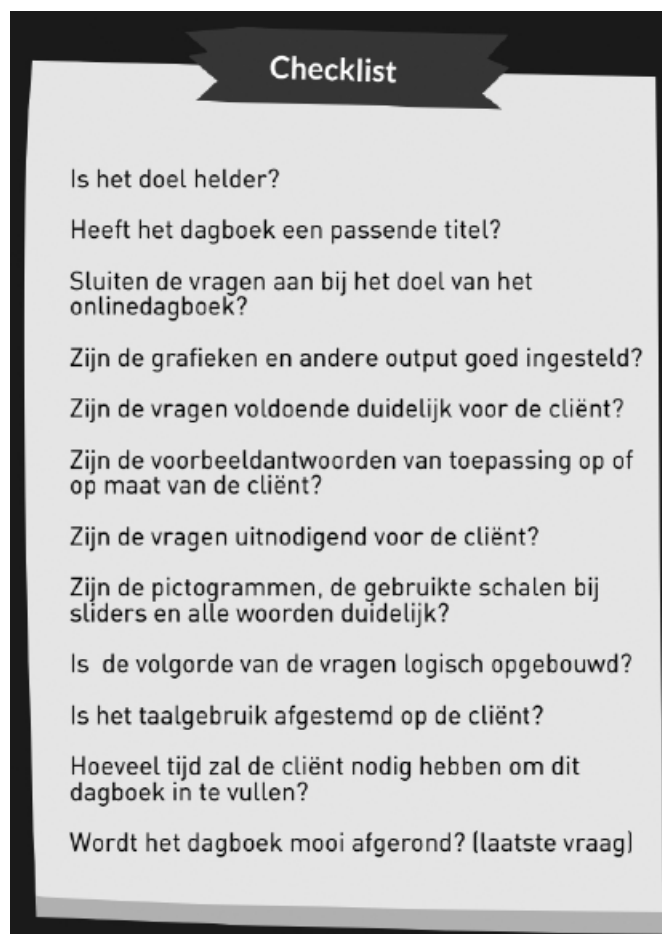 Checklist
Is het doel helder?
Heeft het dagboek een passende titel?
Sluiten de vragen aan bij het doel van het
onlinedagboek?
Zijn de grafieken en andere output goed ingesteld?
Zijn de vragen voldoende duidelijk voor de cliënt?
Zijn de voorbeeldantwoorden van toepassing op of
op maat van de cliënt?
Zijn de vragen uitnodigend voor de cliënt?
Zijn de pictogrammen, de gebruikte schalen bij
sliders en alle woorden duidelijk?
Is  de volgorde van de vragen logisch opgebouwd?
Is het taalgebruik afgestemd op de cliënt?
Hoeveel tijd zal de cliënt nodig hebben om dit
dagboek in te vullen?
Wordt het dagboek mooi afgerond? (laatste vraag)